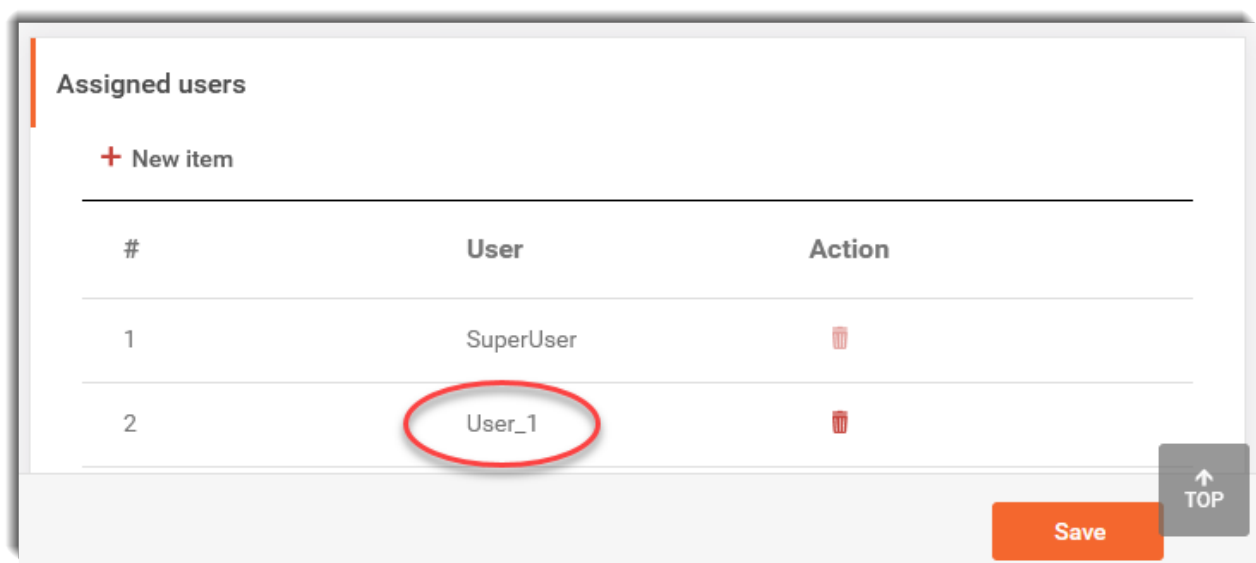 Assigned users
+ New item
# User Action
1 SuperUser
2 User_1
TOP
Save